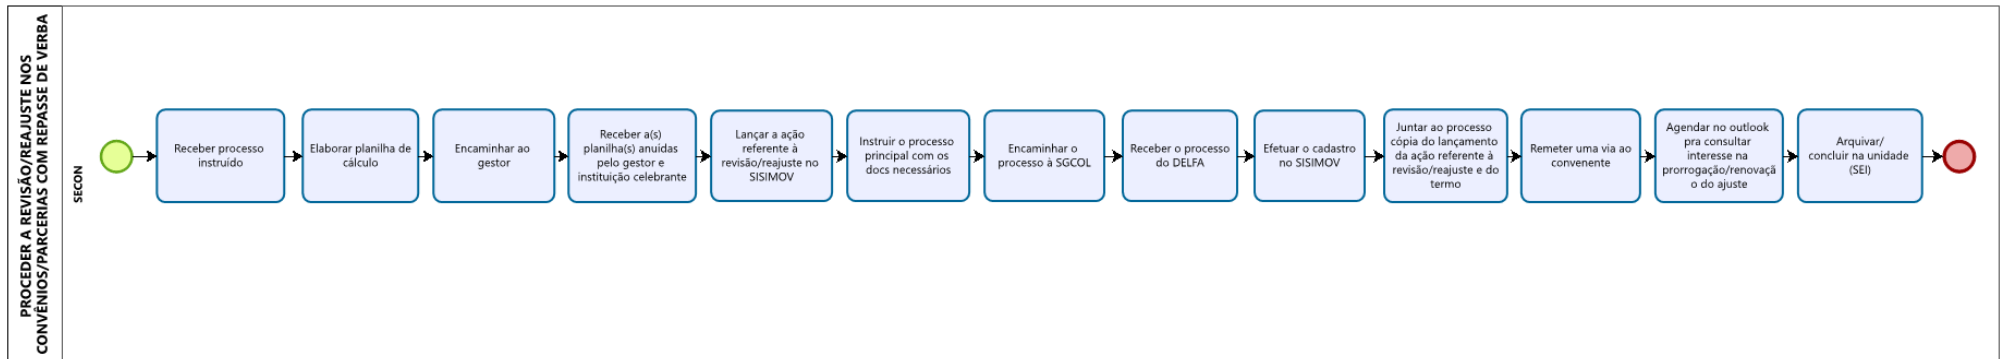 PROCEDER A REVISÃO/REAJUSTE NOS
CONVÊNIOS/PARCERIAS COM REPASSE DE VERBA
SECON
Receber processo
instruído
Elaborar planilha de
cálculo
Encaminhar ao
gestor
Receber a(s)
planilha(s) anuídas
pelo gestor e
instituição celebrante
Lançar a ação
referente à
revisão/reajuste no
SISIMOV
Instruir o processo
principal com os
docs necessários
Encaminhar o
processo à SGCOL
Receber o processo
do DELFA
Efetuar o cadastro
no SISIMOV
Juntar ao processo
cópia do lançamento
da ação referente à
revisão/reajuste e do
termo
Remeter uma via ao
convenente
Agendar no outlook
pra consultar
interesse na
prorrogação/renovaçã
o do ajuste
Arquivar/
concluir na unidade
(SEI)